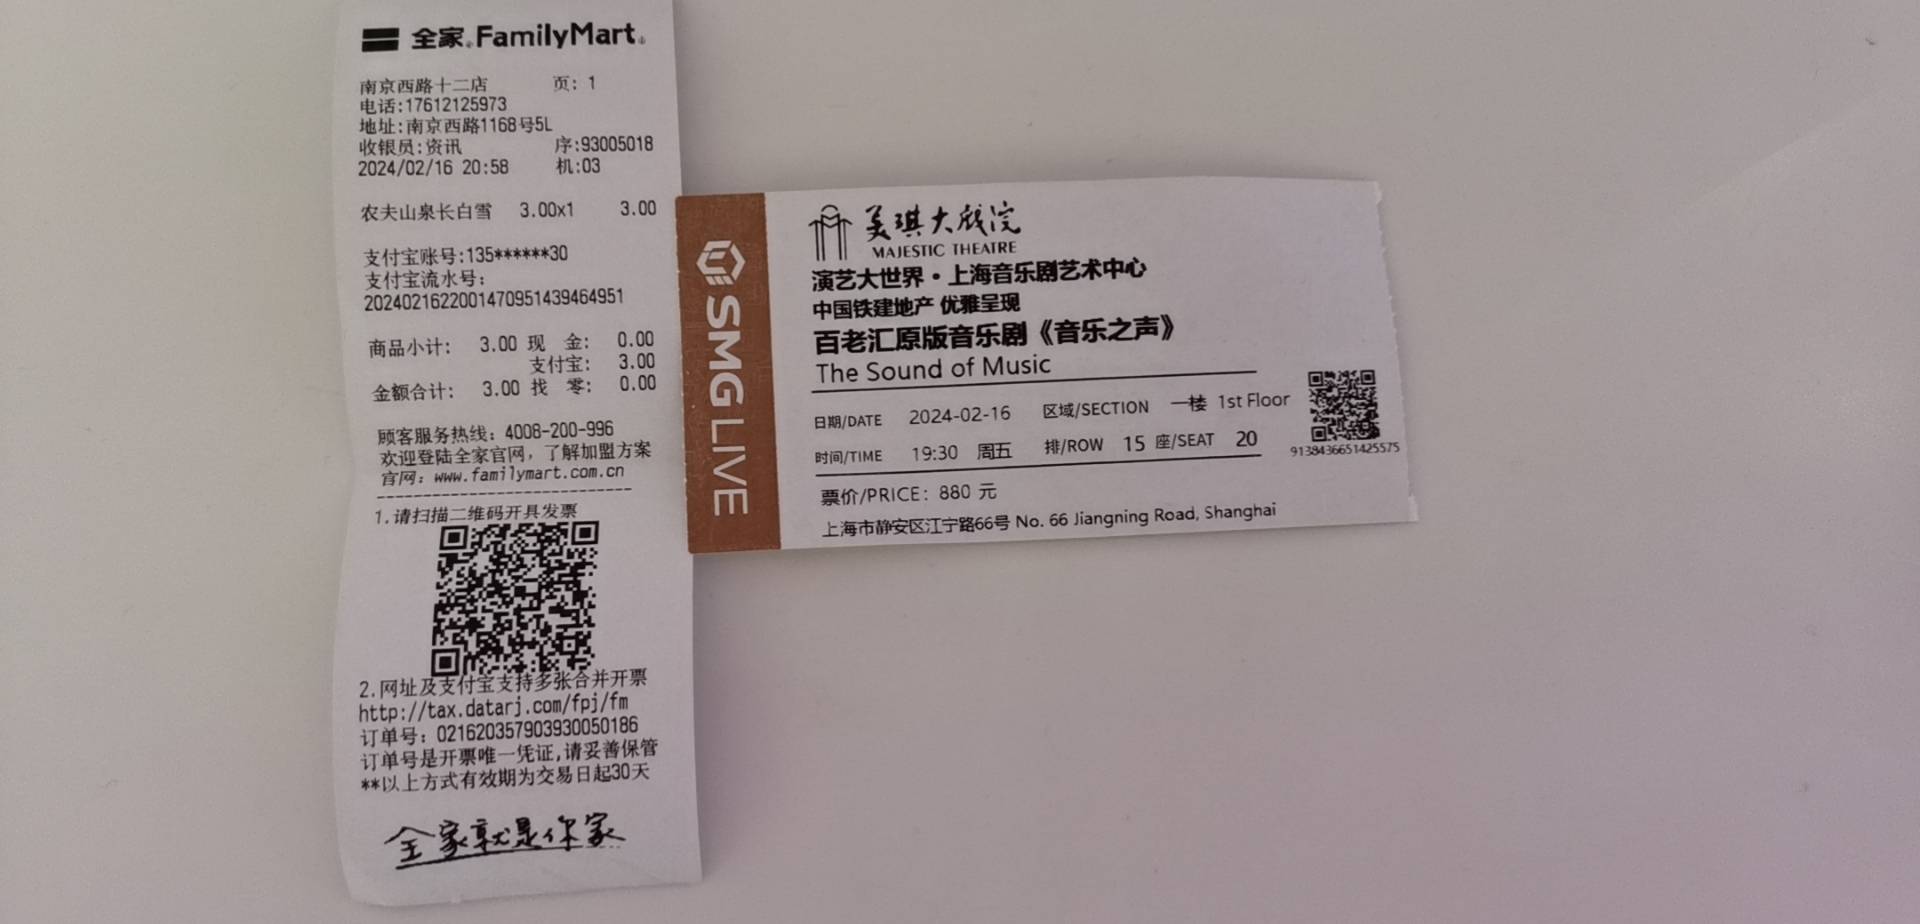 全家 FamilyMart
南京西路十二店 页: 1
电话:17612125973
地址:南京西路1168号5L
收银员:资讯 序:93005018
2024/02/16 20:58 机:03
农夫山泉长白雪 3.00x1 3.00
支付宝账号:135******30
支付宝流水号:
2024021622001470951439464951
商品小计: 3.00 现 金: 0.00
支付宝: 3.00
金额合计: 3.00 找 零: 0.00
顾客服务热线: 4008-200-996
欢迎登陆全家官网, 了解加盟方案
官网: www.familymart.com.cn
----------------------------
1.请扫描二维码开具发票
2.网址及支付宝支持多张合并开票
http://tax.datarj.com/fpj/fm
订单号: 021620357903930050186
订单号是开票唯一凭证,请妥善保管
**以上方式有效期为交易日起30天
全家就是你家
SMG LIVE
美琪大戏院
MAJESTIC THEATRE
演艺大世界·上海音乐剧艺术中心
中国铁建地产 优雅呈现
百老汇原版音乐剧《音乐之声》
The Sound of Music
日期/DATE 2024-02-16 区域/SECTION 一楼 1st Floor
时间/TIME 19:30 周五 排/ROW 15 座/SEAT 20
9138436651425575
票价/PRICE: 880 元
上海市静安区江宁路66号 No. 66 Jiangning Road, Shanghai